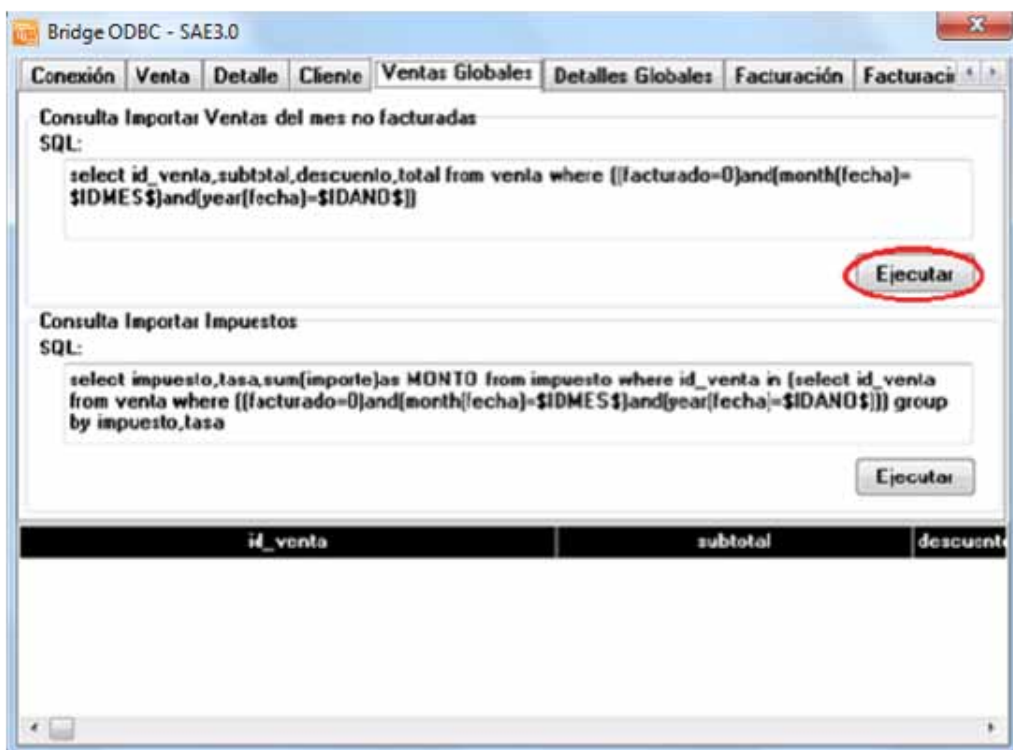 Bridge ODBC - SAE3.0
Conexión Venta Detalle Cliente Ventas Globales Detalles Globales Facturación Facturacir
Consulta Importar Ventas del mes no facturadas
SQL:
select id_venta,subtotal,descuento,total from venta where ((facturado=0)and(month(fecha)=
$IDMES$)and(year(fecha)=$IDANO$))
Ejecutar
Consulta Importar Impuestos
SQL:
select impuesto,tasa,sum(importe)as MONTO from impuesto where id_venta in (select id_venta
from venta where ((facturado=0)and(month(fecha)=$IDMES$)and(year(fecha)=$IDANO$))) group
by impuesto,tasa
Ejecutar
id_venta subtotal descuento